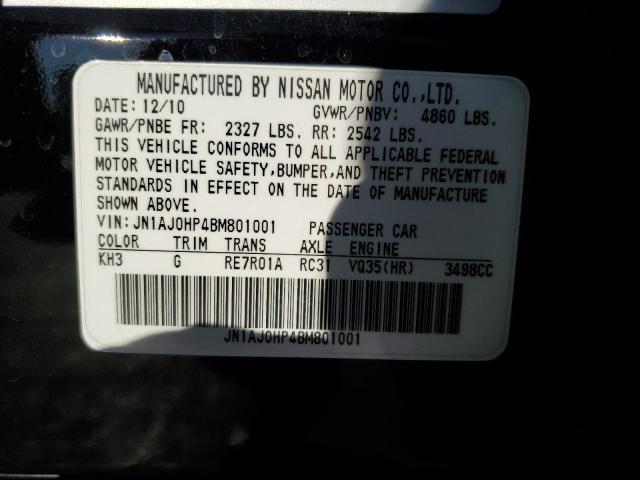 MANUFACTURED BY NISSAN MOTOR CO.,LTD.
DATE: 12/10 GVWR/PNBV: 4860 LBS.
GAWR/PNBE FR: 2327 LBS. RR: 2542 LBS.
THIS VEHICLE CONFORMS TO ALL APPLICABLE FEDERAL
MOTOR VEHICLE SAFETY,BUMPER,AND THEFT PREVENTION
STANDARDS IN EFFECT ON THE DATE OF MANUFACTURE
SHOWN ABOVE.
VIN: JN1AJ0HP4BM801001 PASSENGER CAR
COLOR TRIM TRANS AXLE ENGINE
KH3 G RE7R01A RC31 VQ35(HR) 3498CC
JN1AJ0HP4BM801001